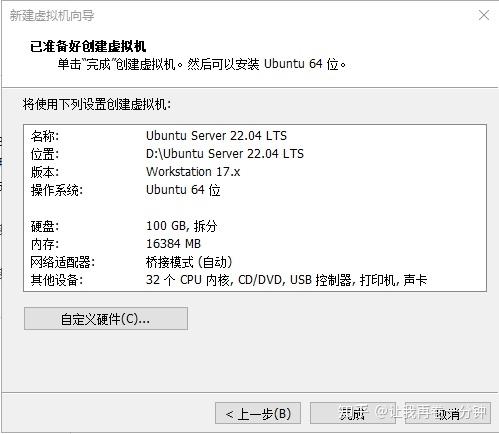 新建虚拟机向导
已准备好创建虚拟机
单击“完成”创建虚拟机。然后可以安装 Ubuntu 64 位。
将使用下列设置创建虚拟机:
名称: Ubuntu Server 22.04 LTS
位置: D:\Ubuntu Server 22.04 LTS
版本: Workstation 17.x
操作系统: Ubuntu 64 位
硬盘: 100 GB, 拆分
内存: 16384 MB
网络适配器: 桥接模式 (自动)
其他设备: 32 个 CPU 内核, CD/DVD, USB 控制器, 打印机, 声卡
自定义硬件(C)...
< 上一步(B) 完成 取消
知乎 @让我再睡一分钟